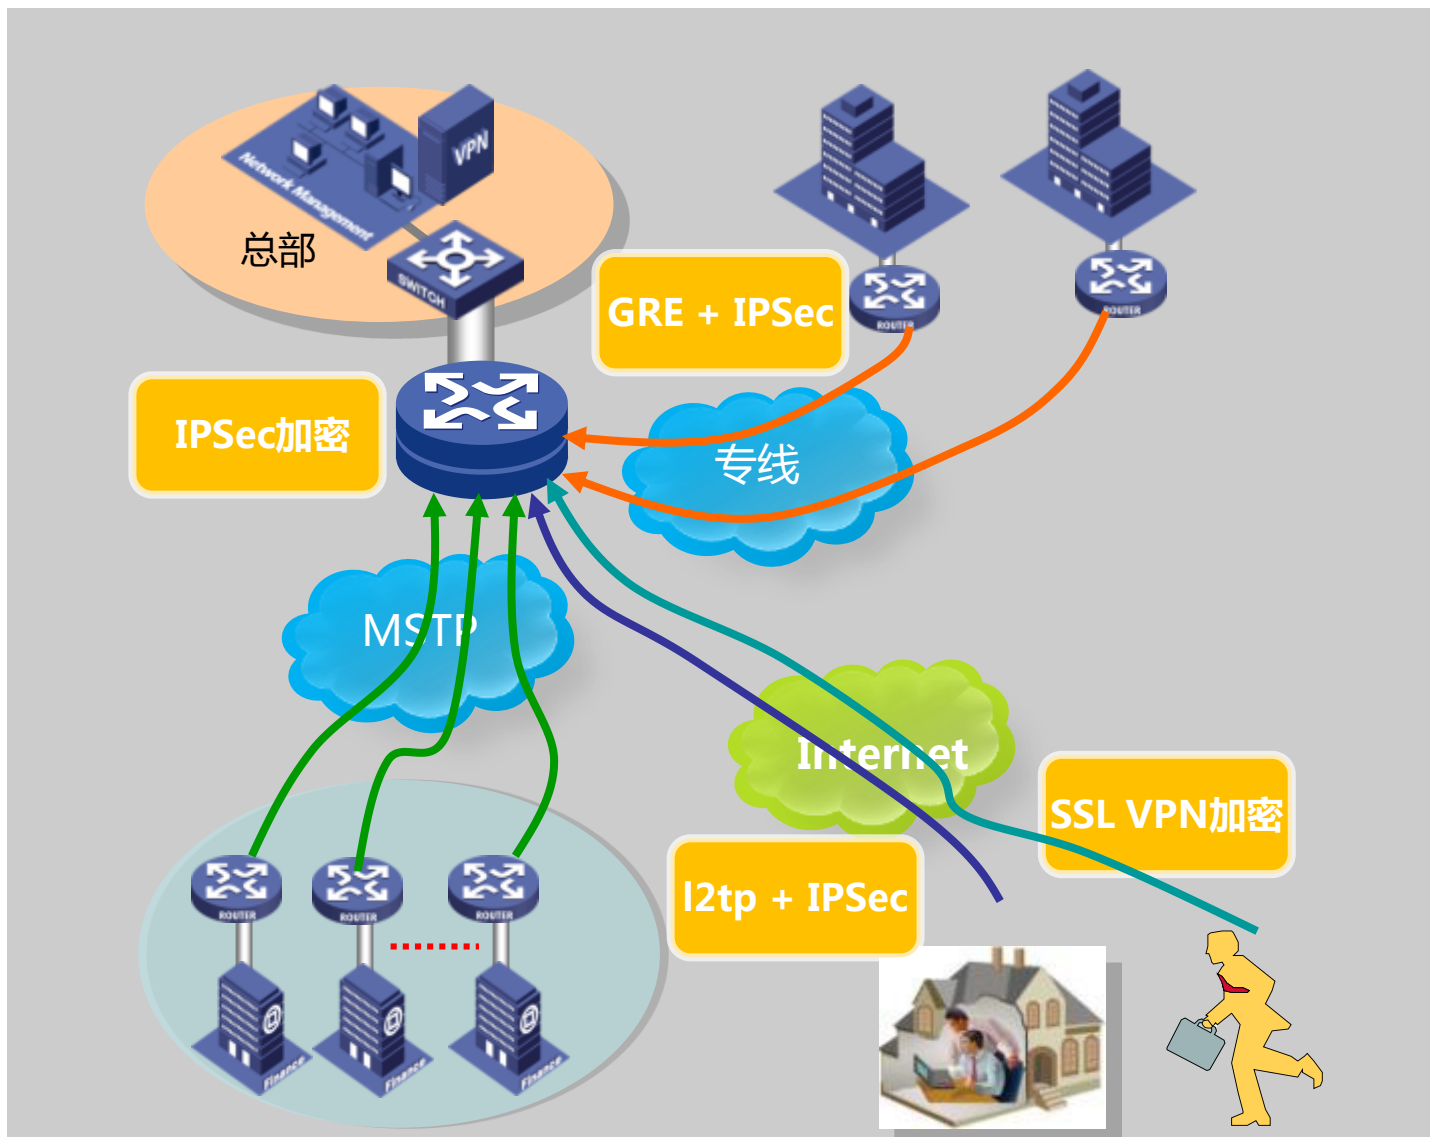 Network Management
VPN
总部
SWITCH
GRE + IPSec
ROUTER
ROUTER
IPSec加密
专线
MSTP
Internet
SSL VPN加密
l2tp + IPSec
ROUTER
ROUTER
ROUTER
Finance
Finance
Finance